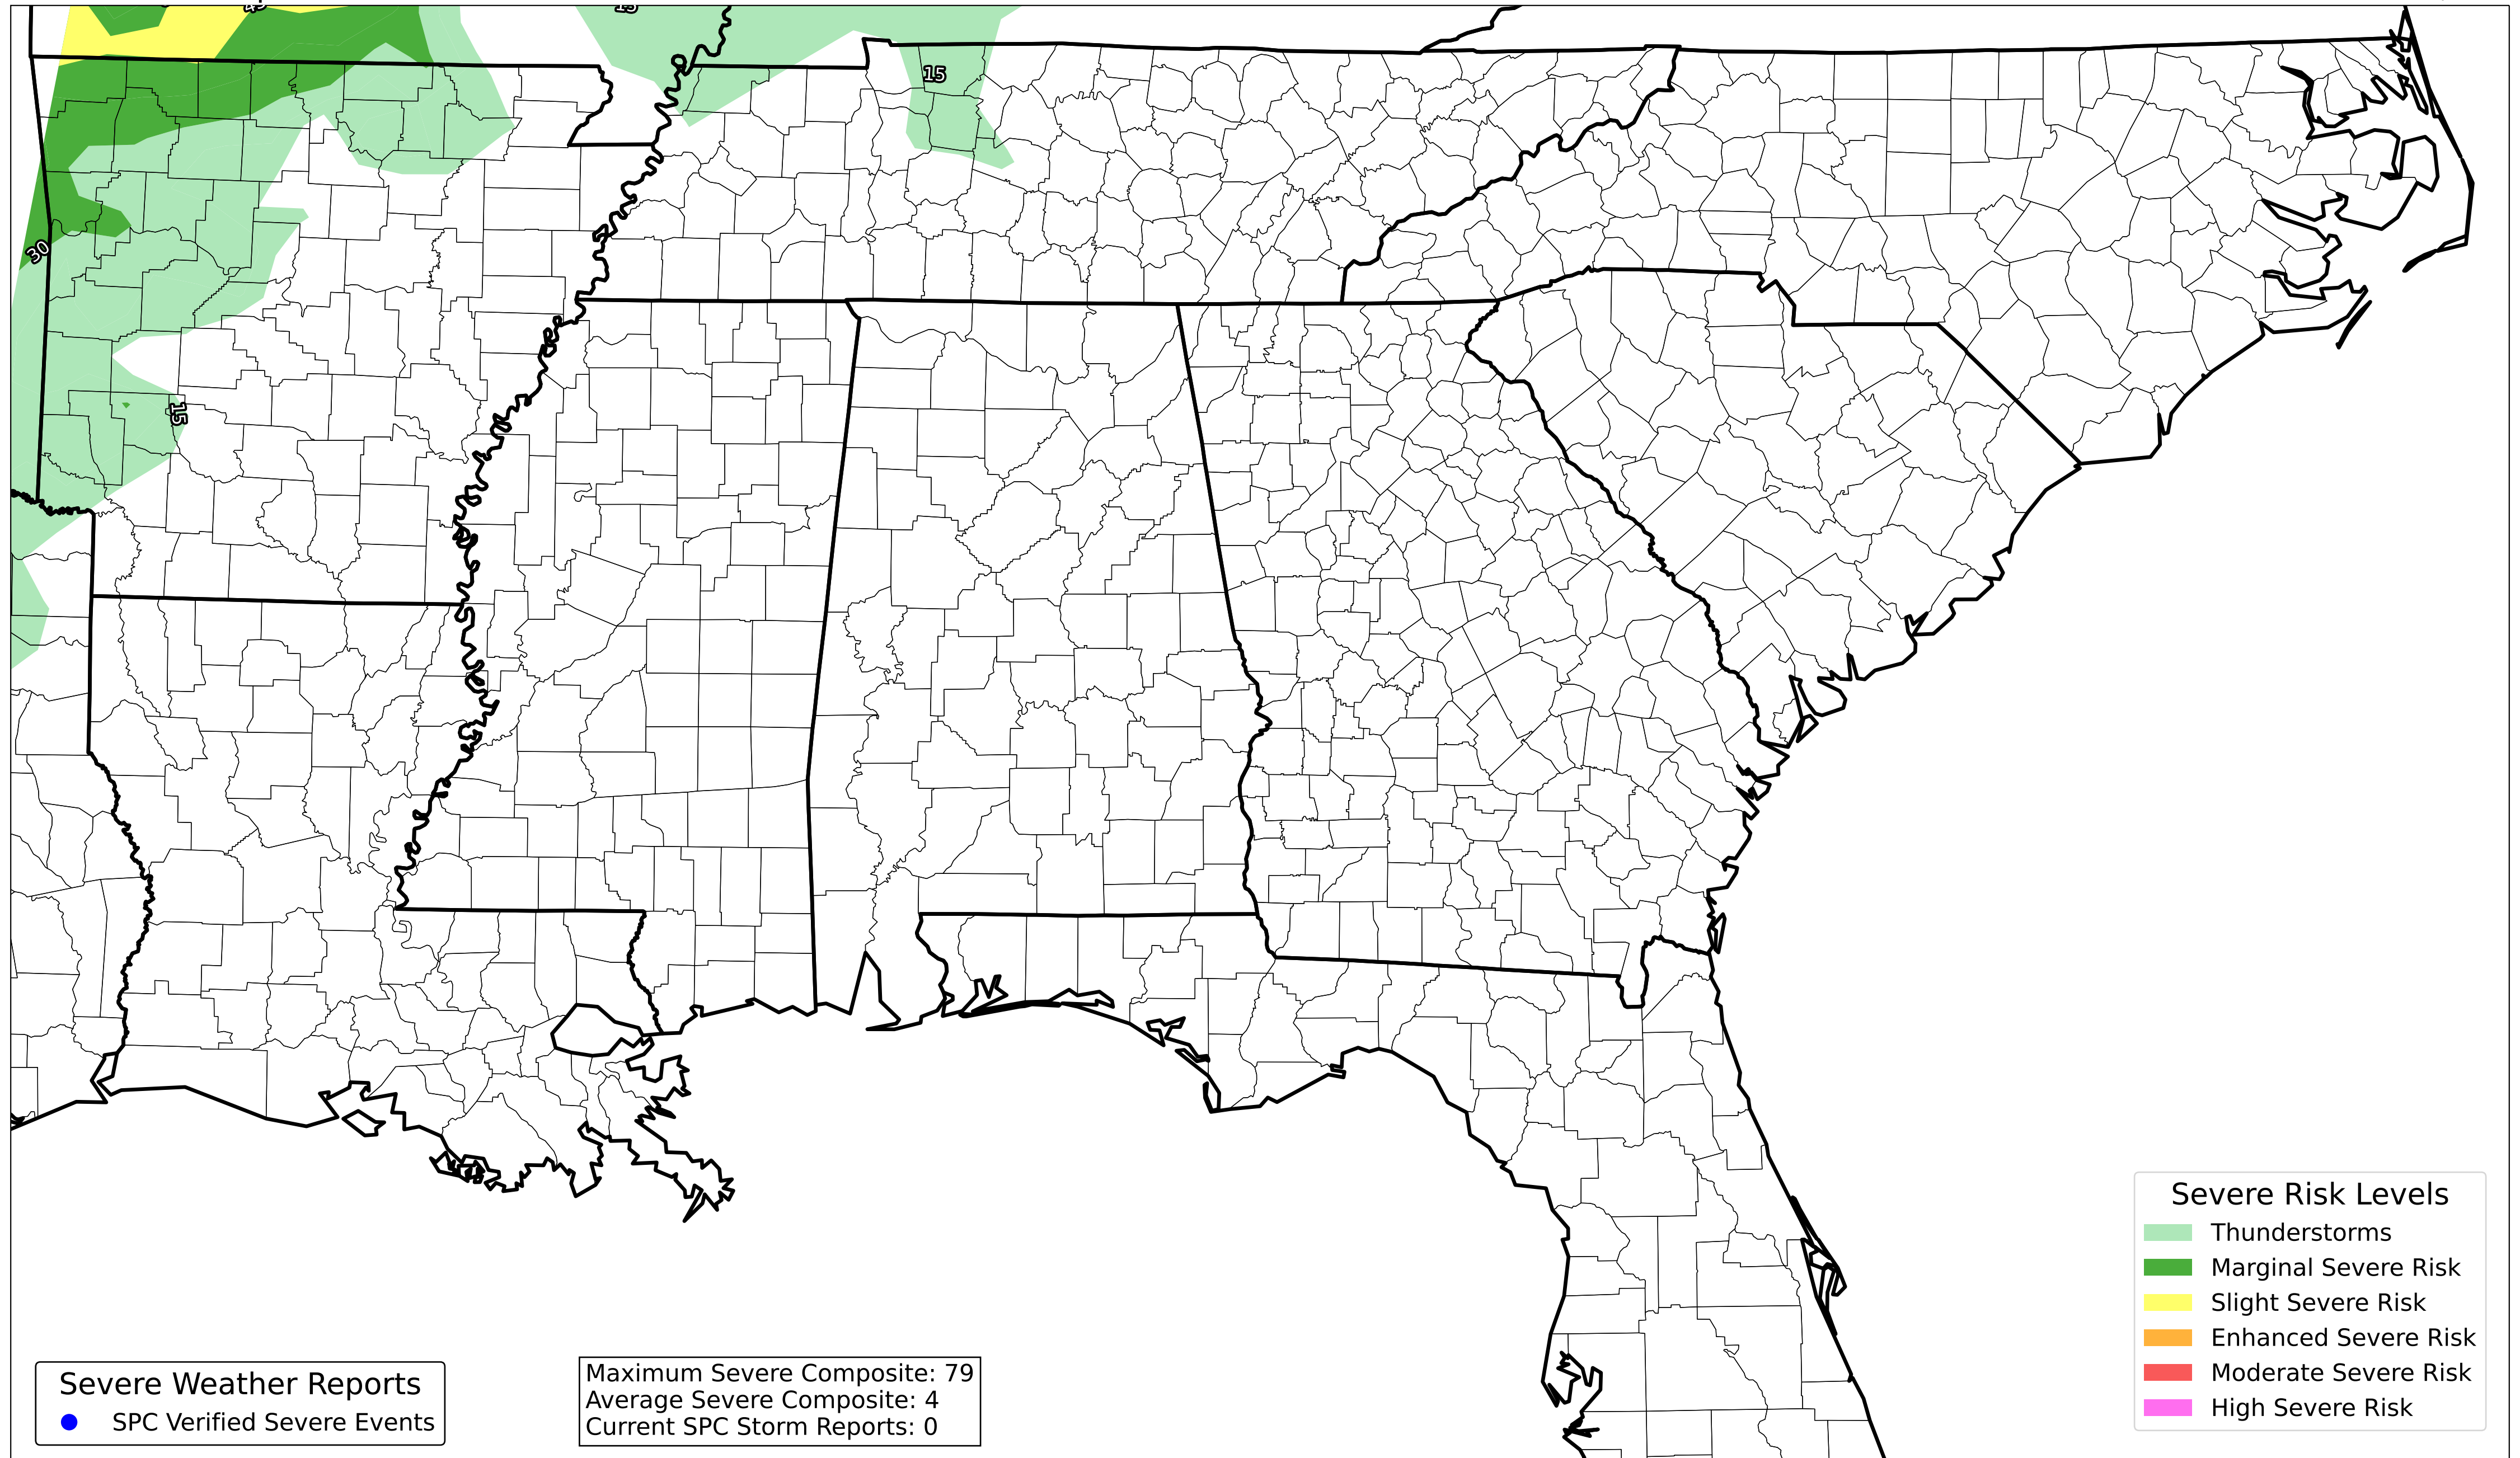 45
15
15
30
15
Severe Risk Levels
Thunderstorms
Marginal Severe Risk
Slight Severe Risk
Enhanced Severe Risk
Moderate Severe Risk
High Severe Risk
Severe Weather Reports
SPC Verified Severe Events
Maximum Severe Composite: 79
Average Severe Composite: 4
Current SPC Storm Reports: 0